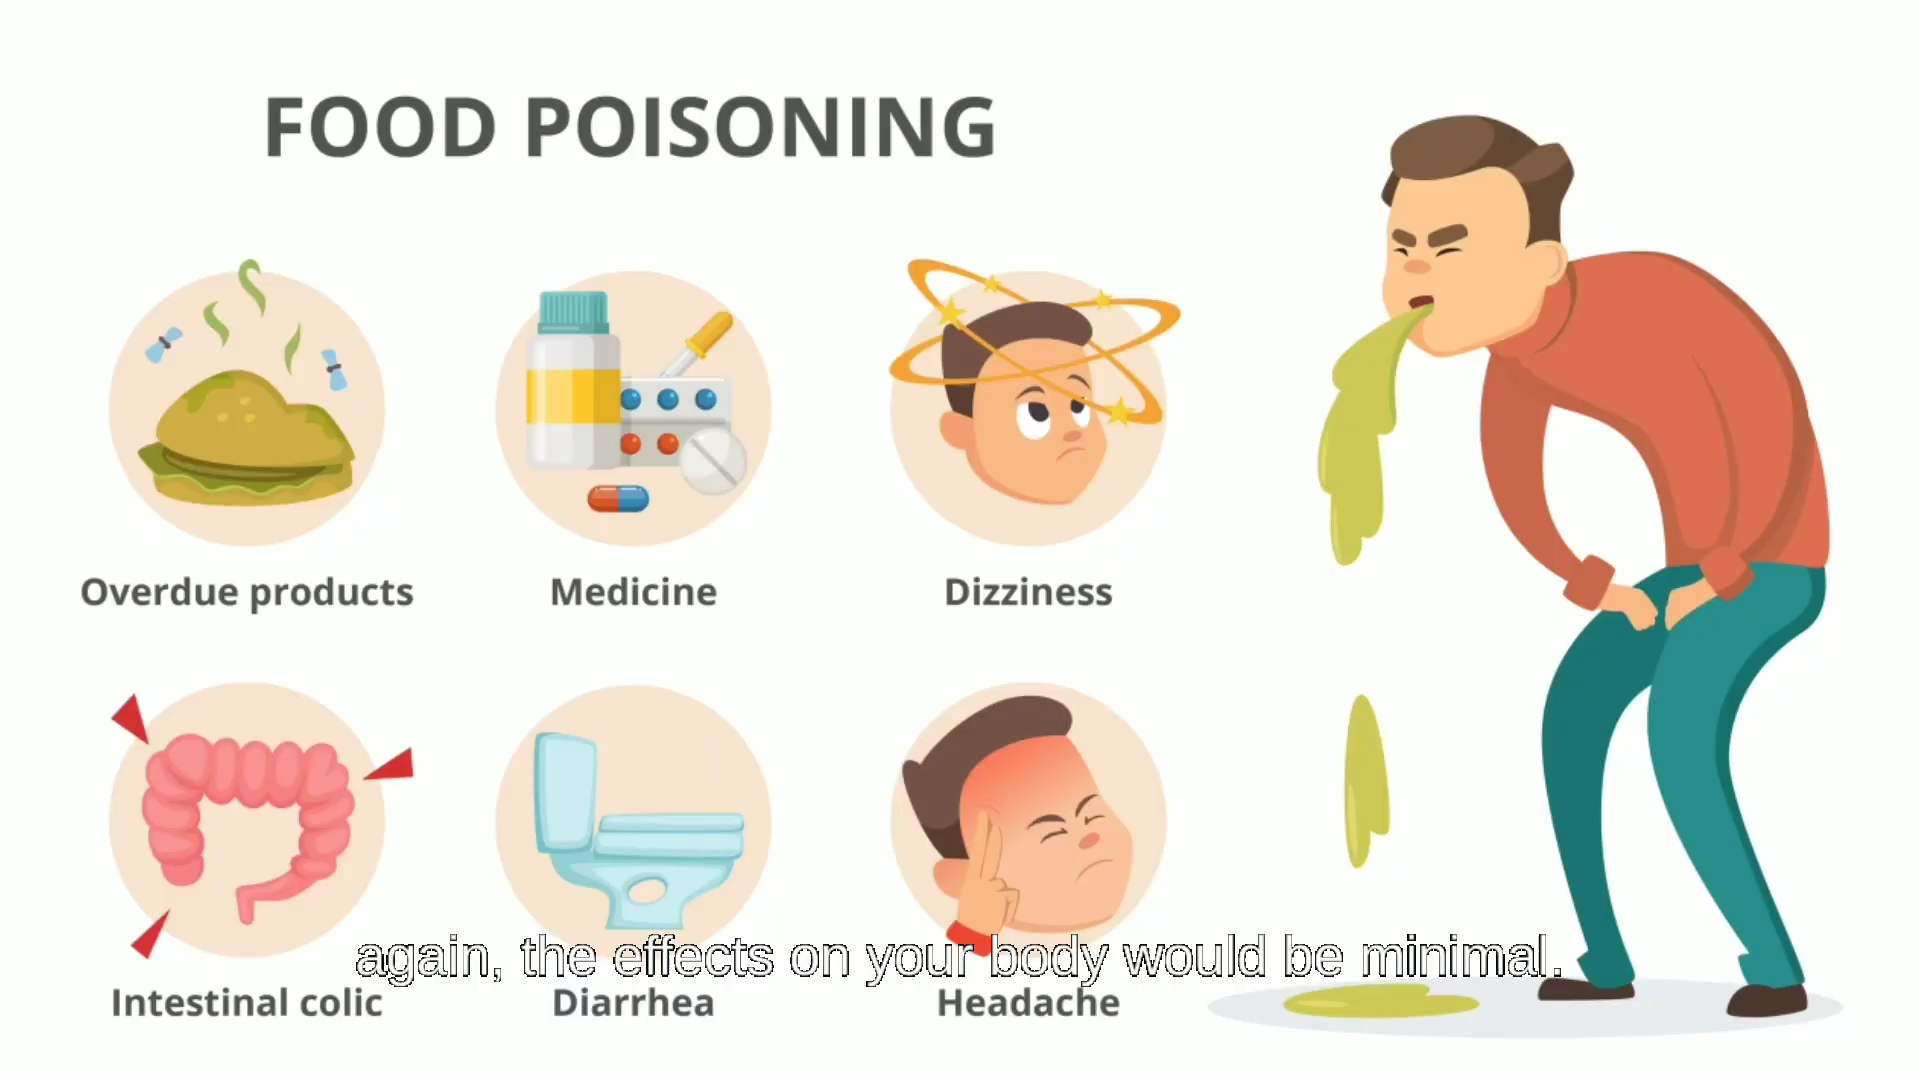 FOOD POISONING
Overdue products
Medicine
Dizziness
again, the effects on your body would be minimal.
Intestinal colic
Diarrhea
Headache